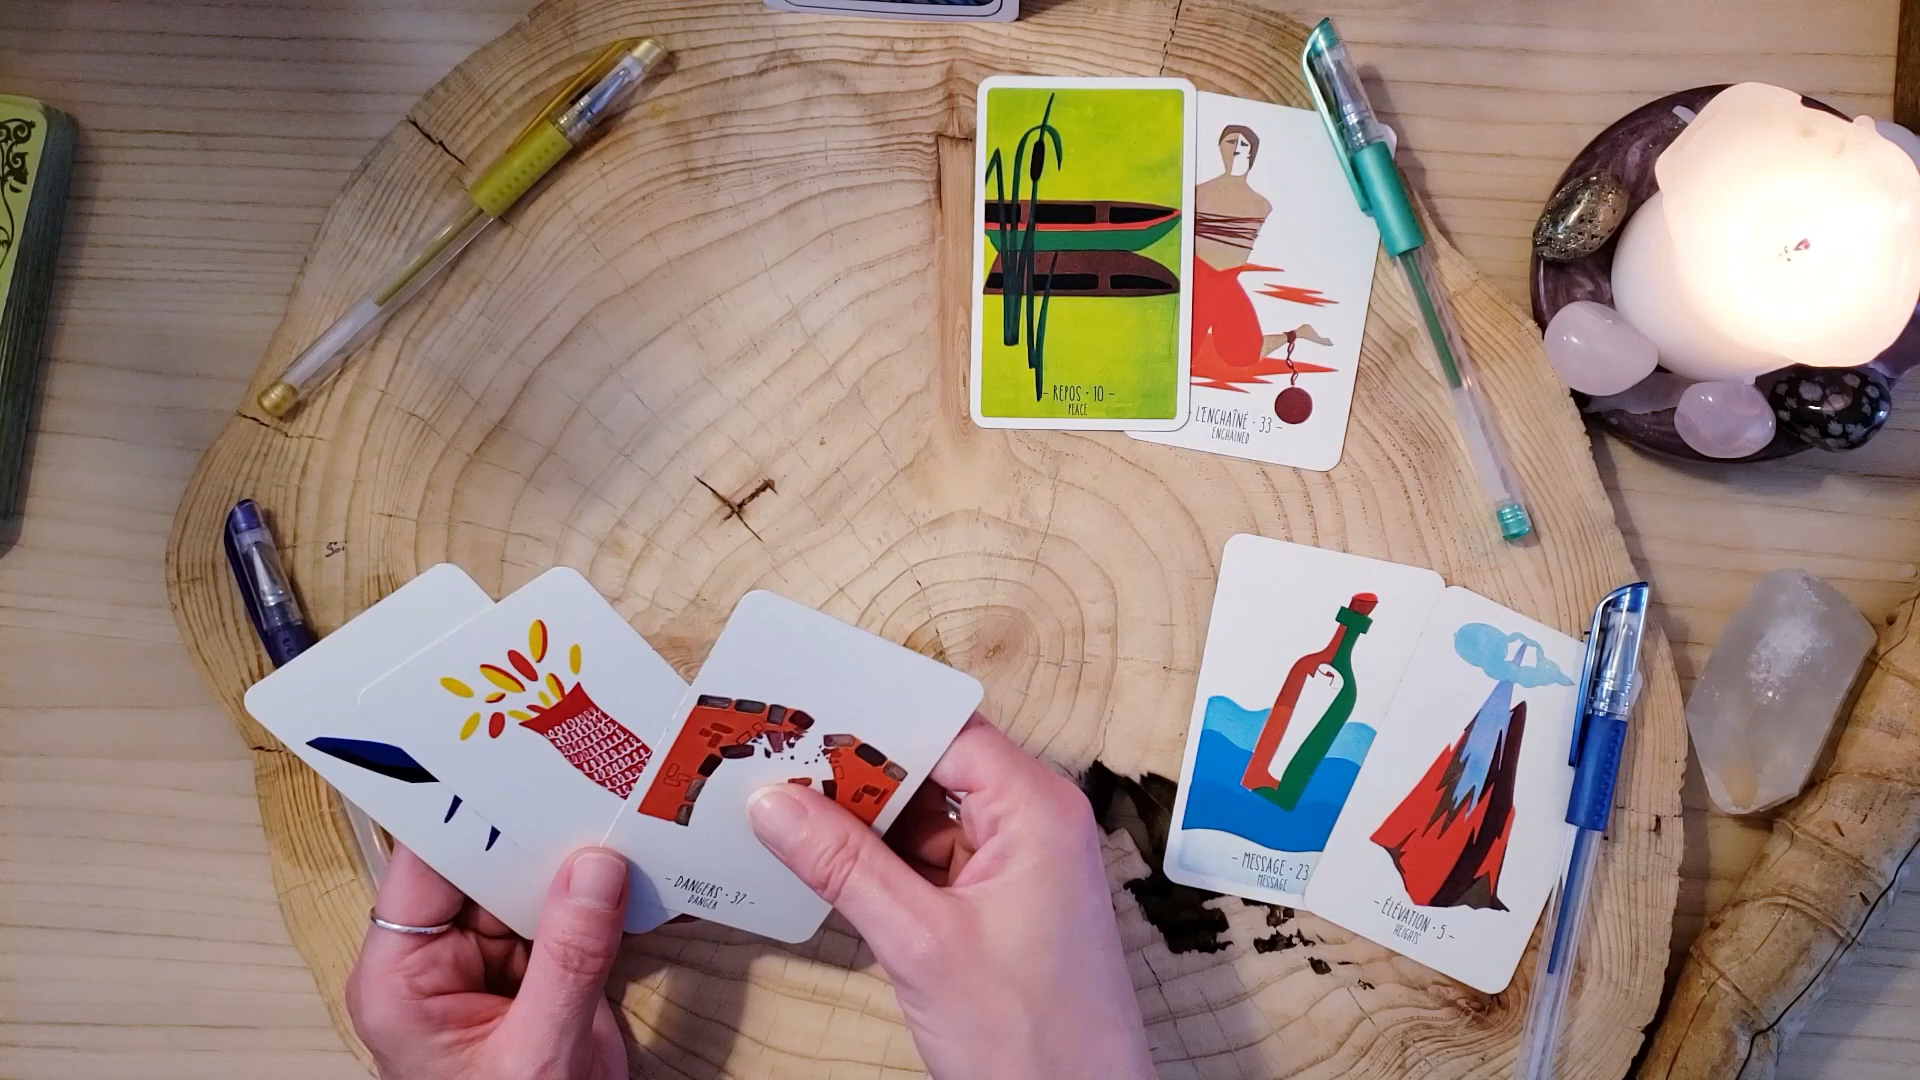 - REPOS · 10 -
PEACE
L'ENCHAÎNÉ · 33 -
ENCHAINED
- MESSAGE · 23
MESSAGE
- ÉLÉVATION · 5 -
HEIGHTS
- DANGERS · 37 -
DANGER